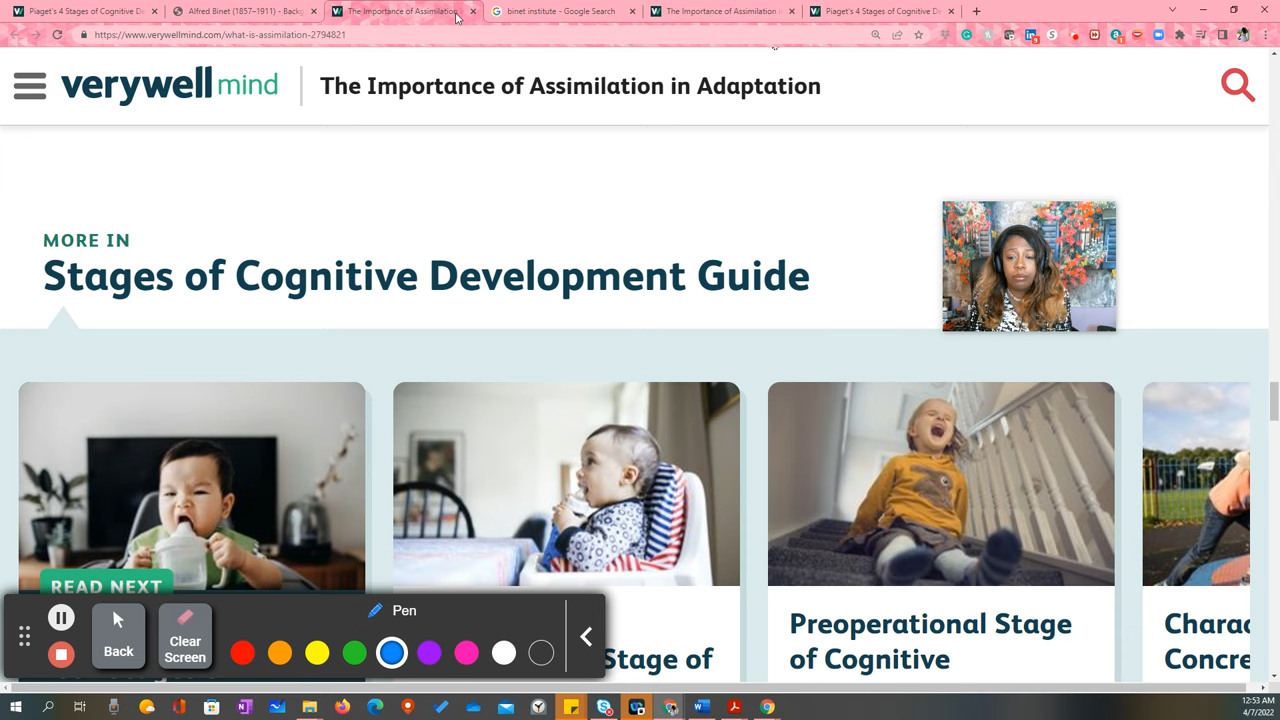 Piaget's 4 Stages of Cognitive D
Alfred Binet (1857–1911) - Backg
The Importance of Assimilation
binet institute - Google Search
The Importance of Assimilation i
Piaget's 4 Stages of Cognitive D
https://www.verywellmind.com/what-is-assimilation-2794821
verywell mind
The Importance of Assimilation in Adaptation
MORE IN
Stages of Cognitive Development Guide
READ NEXT
Preoperational Stage
of Cognitive
Charac
Concre
Stage of
Pen
Back
Clear
Screen
12:53 AM
4/7/2022